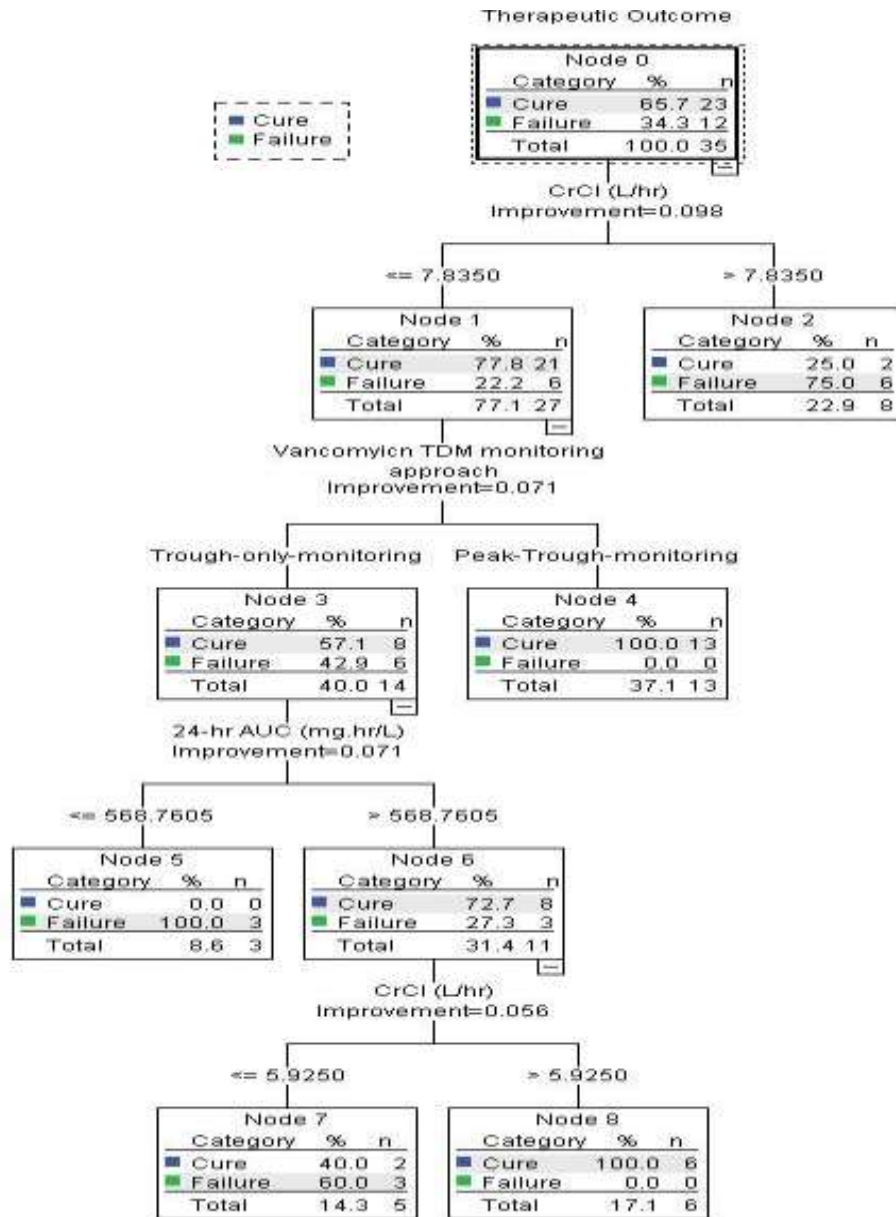 Therapeutic Outcome
Node 0
Category % n
Cure 65.7 23
Failure 34.3 12
Total 100.0 35
Cure
Failure
CrCl (L/hr)
Improvement=0.098
<= 7.8350
> 7.8350
Node 1
Category % n
Cure 77.8 21
Failure 22.2 6
Total 77.1 27
Node 2
Category % n
Cure 25.0 2
Failure 75.0 6
Total 22.9 8
Vancomyicn TDM monitoring
approach
Improvement=0.071
Trough-only-monitoring
Peak-Trough-monitoring
Node 3
Category % n
Cure 57.1 8
Failure 42.9 6
Total 40.0 14
Node 4
Category % n
Cure 100.0 13
Failure 0.0 0
Total 37.1 13
24-hr AUC (mg.hr/L)
Improvement=0.071
<= 568.7605
> 568.7605
Node 5
Category % n
Cure 0.0 0
Failure 100.0 3
Total 8.6 3
Node 6
Category % n
Cure 72.7 8
Failure 27.3 3
Total 31.4 11
CrCl (L/hr)
Improvement=0.056
<= 5.9250
> 5.9250
Node 7
Category % n
Cure 40.0 2
Failure 60.0 3
Total 14.3 5
Node 8
Category % n
Cure 100.0 6
Failure 0.0 0
Total 17.1 6